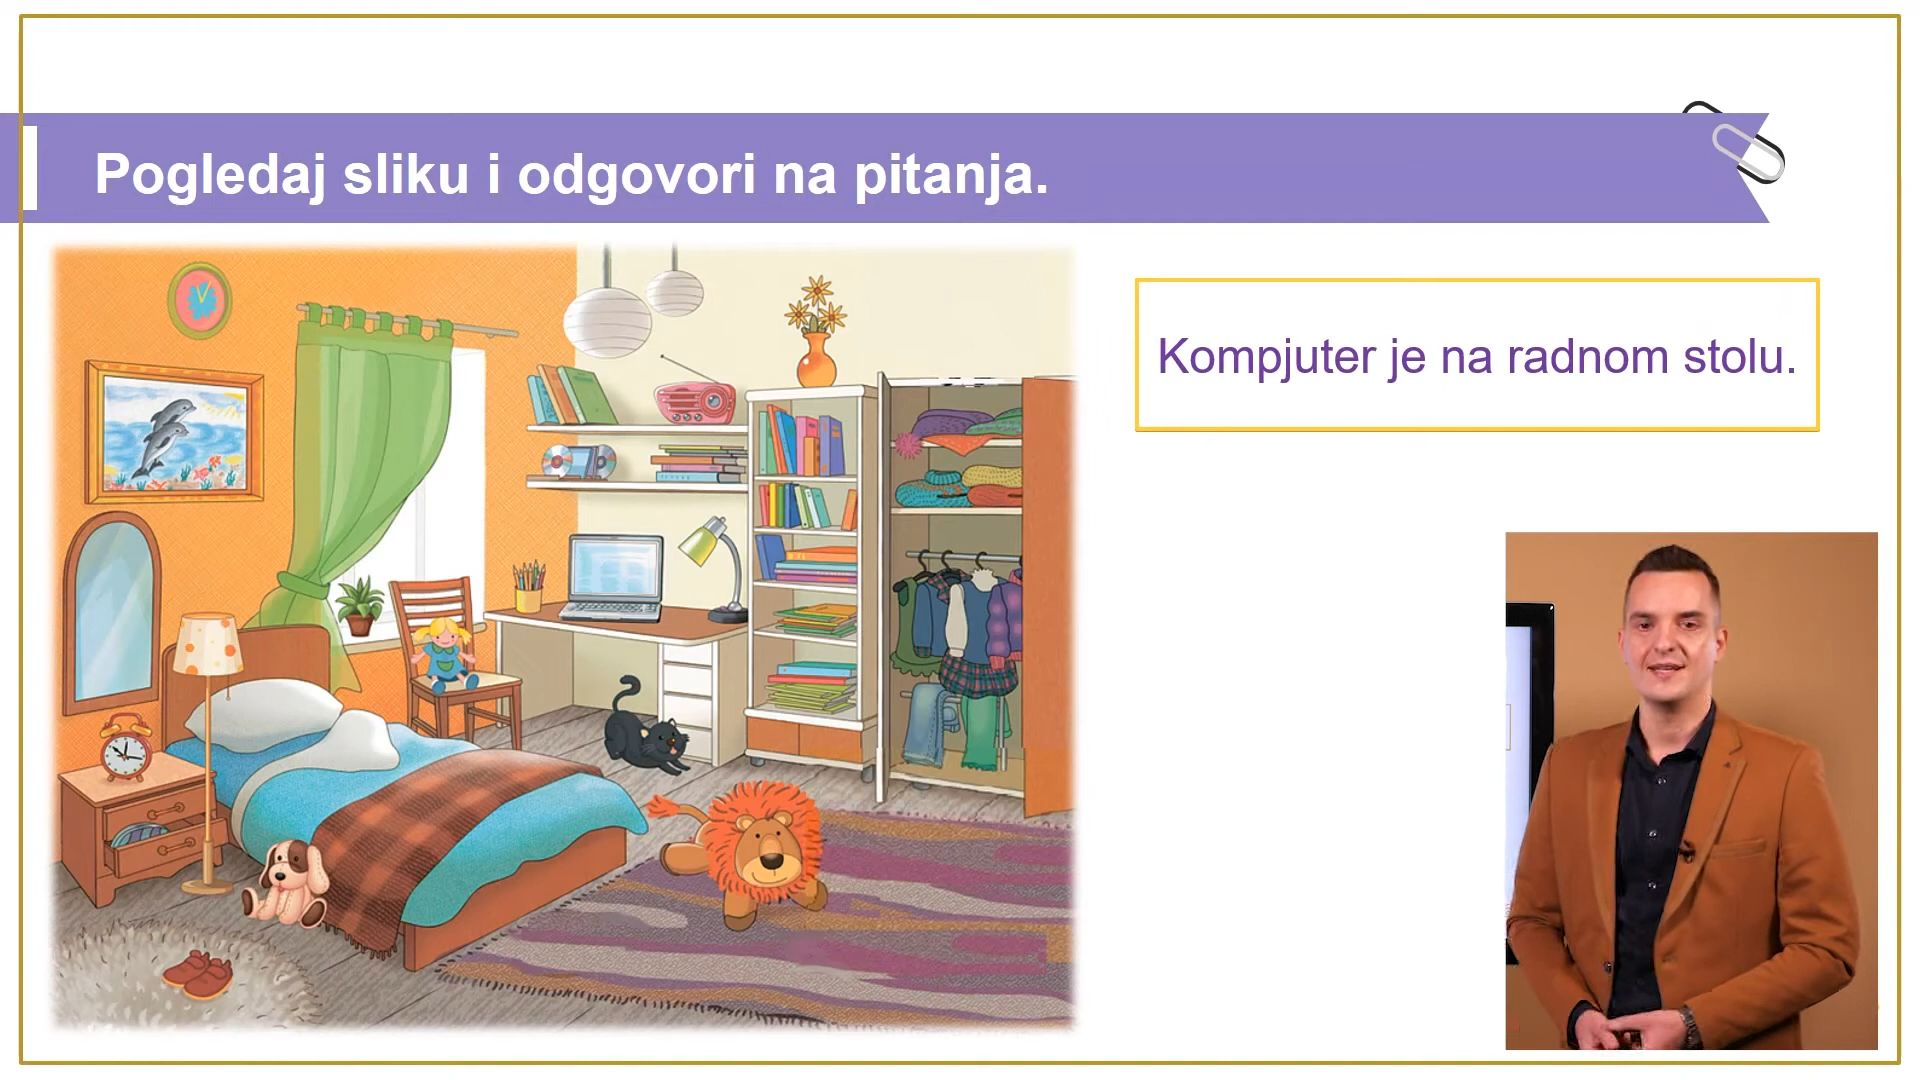 Pogledaj sliku i odgovori na pitanja.
Kompjuter je na radnom stolu.